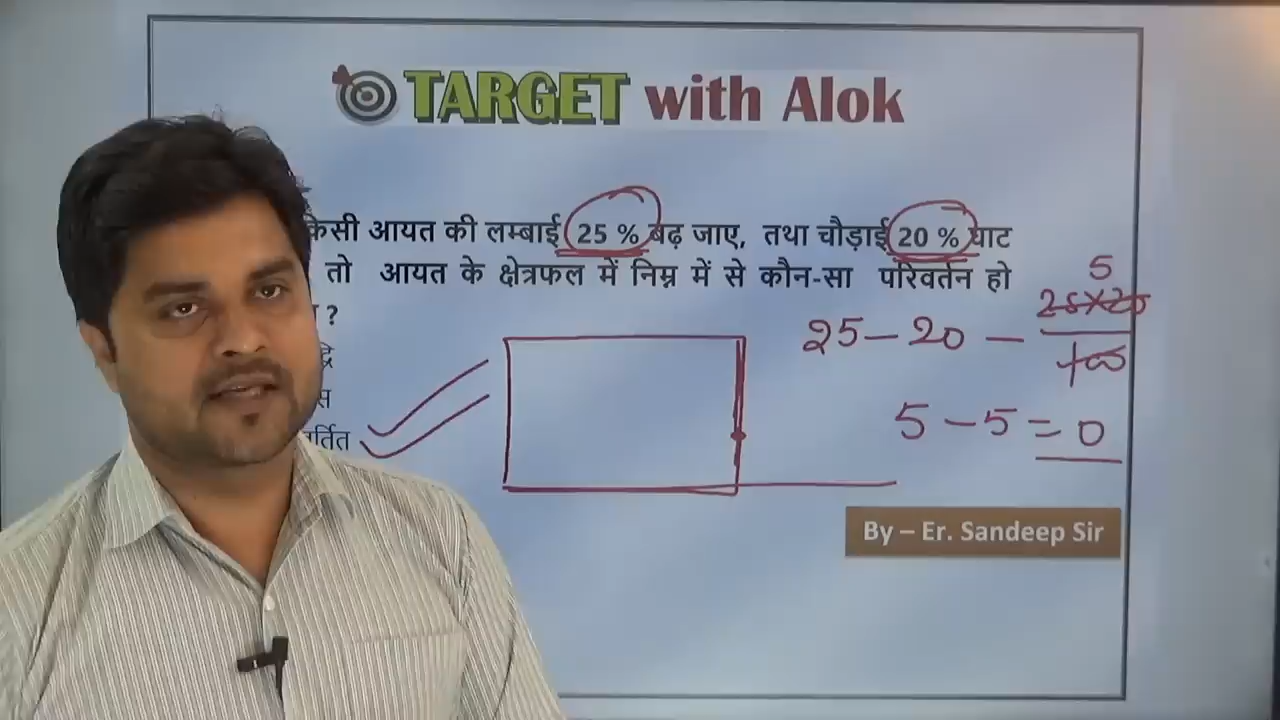 TARGET with Alok
केसी आयत की लम्बाई 25 % बढ़ जाए, तथा चौड़ाई 20 % घाट
तो आयत के क्षेत्रफल में निम्न में से कौन-सा परिवर्तन हो
?
5
25×20
25 – 20 – ―
100
5 – 5 = 0
By – Er. Sandeep Sir